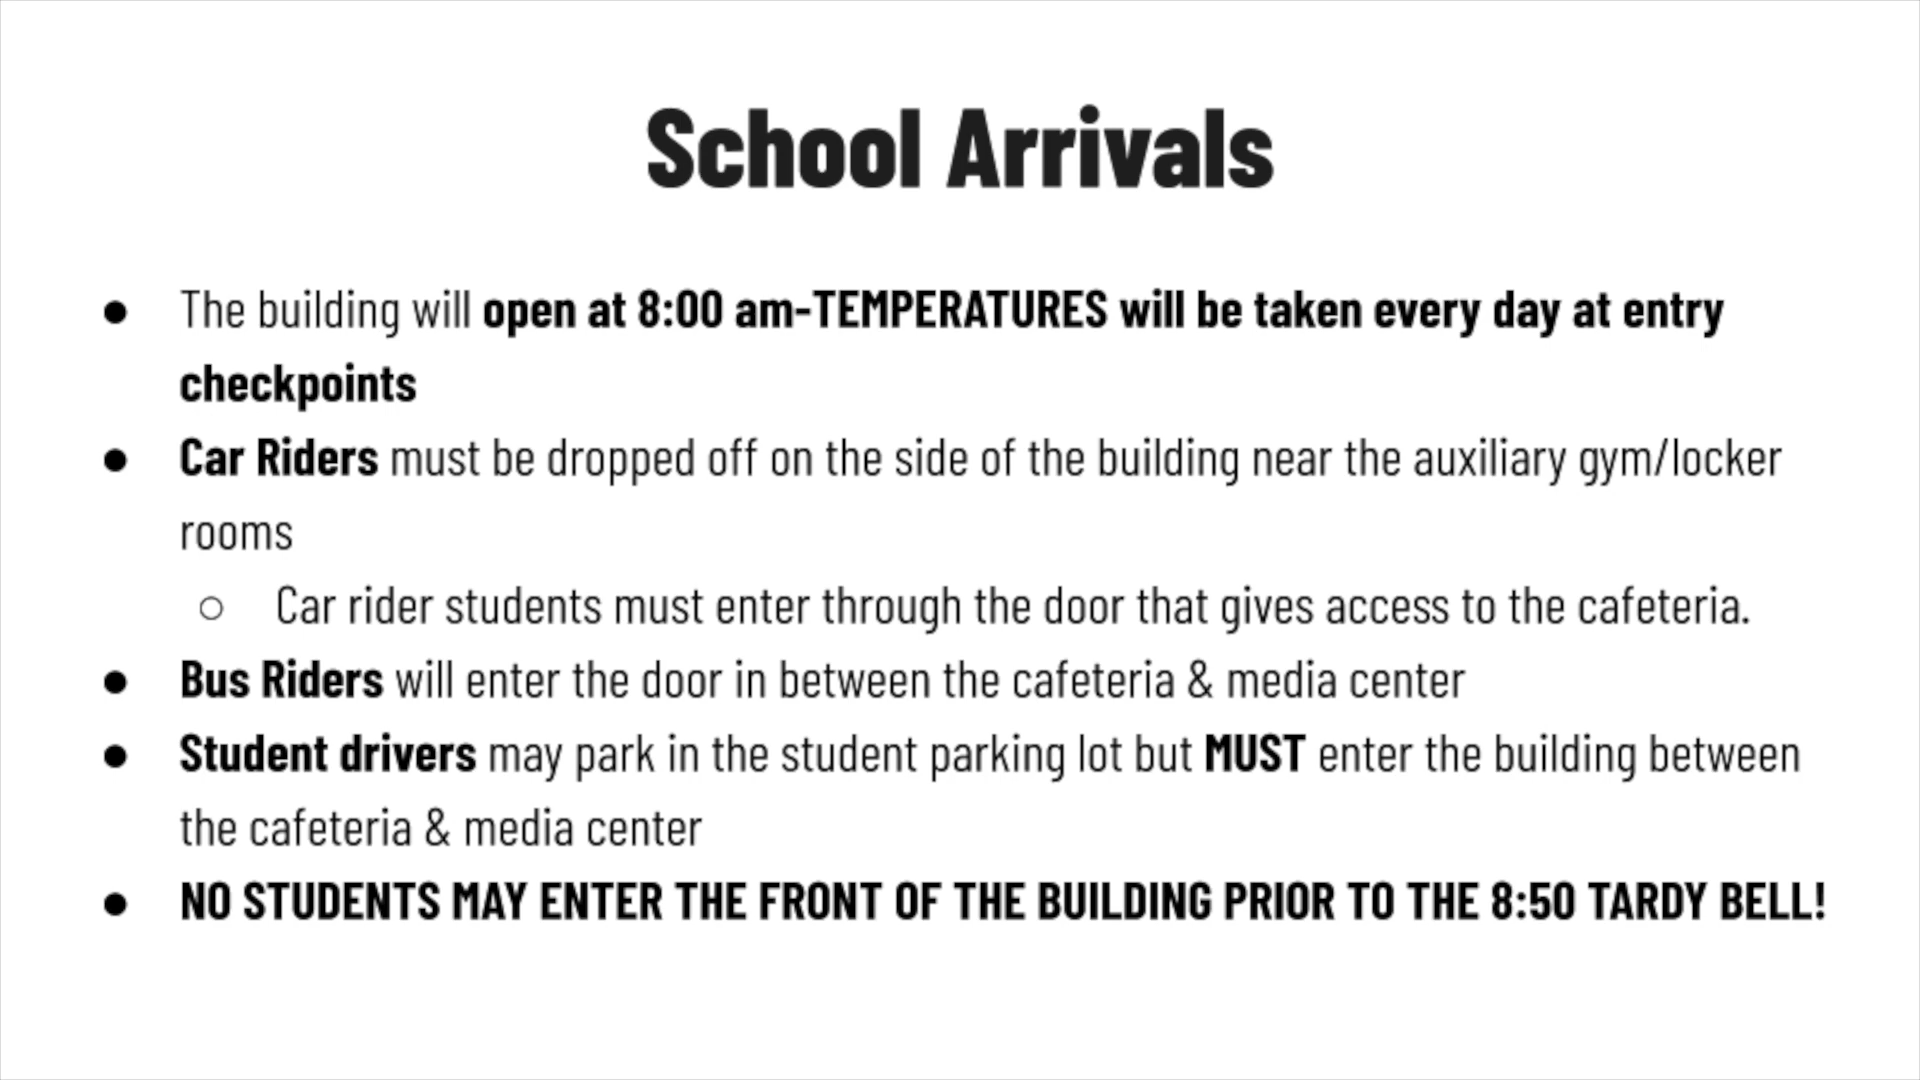 School Arrivals
● The building will open at 8:00 am-TEMPERATURES will be taken every day at entry
checkpoints
● Car Riders must be dropped off on the side of the building near the auxiliary gym/locker
rooms
○ Car rider students must enter through the door that gives access to the cafeteria.
● Bus Riders will enter the door in between the cafeteria & media center
● Student drivers may park in the student parking lot but MUST enter the building between
the cafeteria & media center
● NO STUDENTS MAY ENTER THE FRONT OF THE BUILDING PRIOR TO THE 8:50 TARDY BELL!